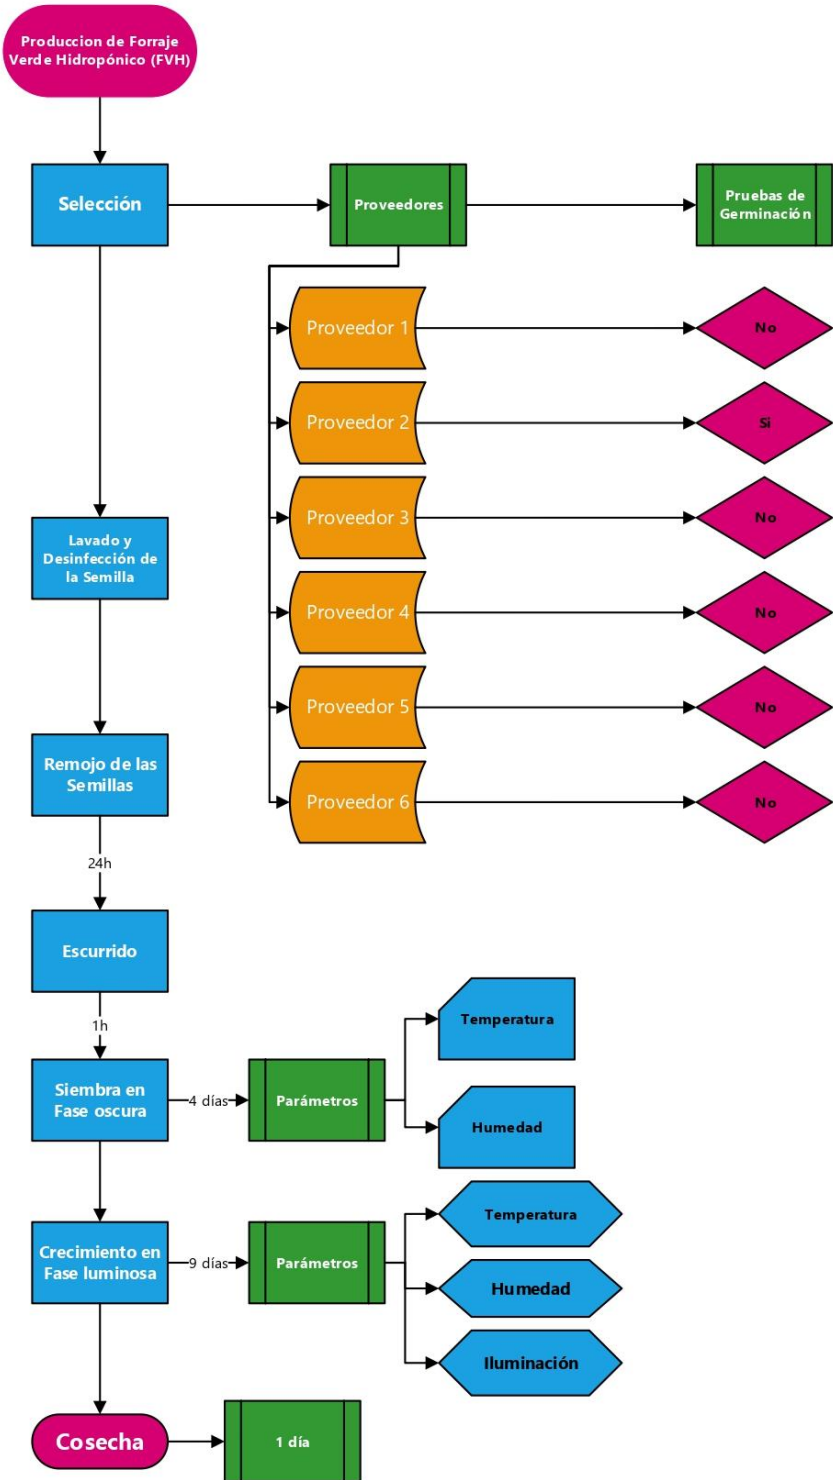 Produccion de Forraje
Verde Hidropónico (FVH)
Selección
Proveedores
Pruebas de
Germinación
Proveedor 1
No
Proveedor 2
Si
Proveedor 3
No
Lavado y
Desinfección de
la Semilla
Proveedor 4
No
Proveedor 5
No
Remojo de las
Semillas
Proveedor 6
No
24h
Escurrido
1h
Temperatura
Siembra en
Fase oscura
4 días
Parámetros
Humedad
Temperatura
Crecimiento en
Fase luminosa
9 días
Parámetros
Humedad
Iluminación
Cosecha
1 día